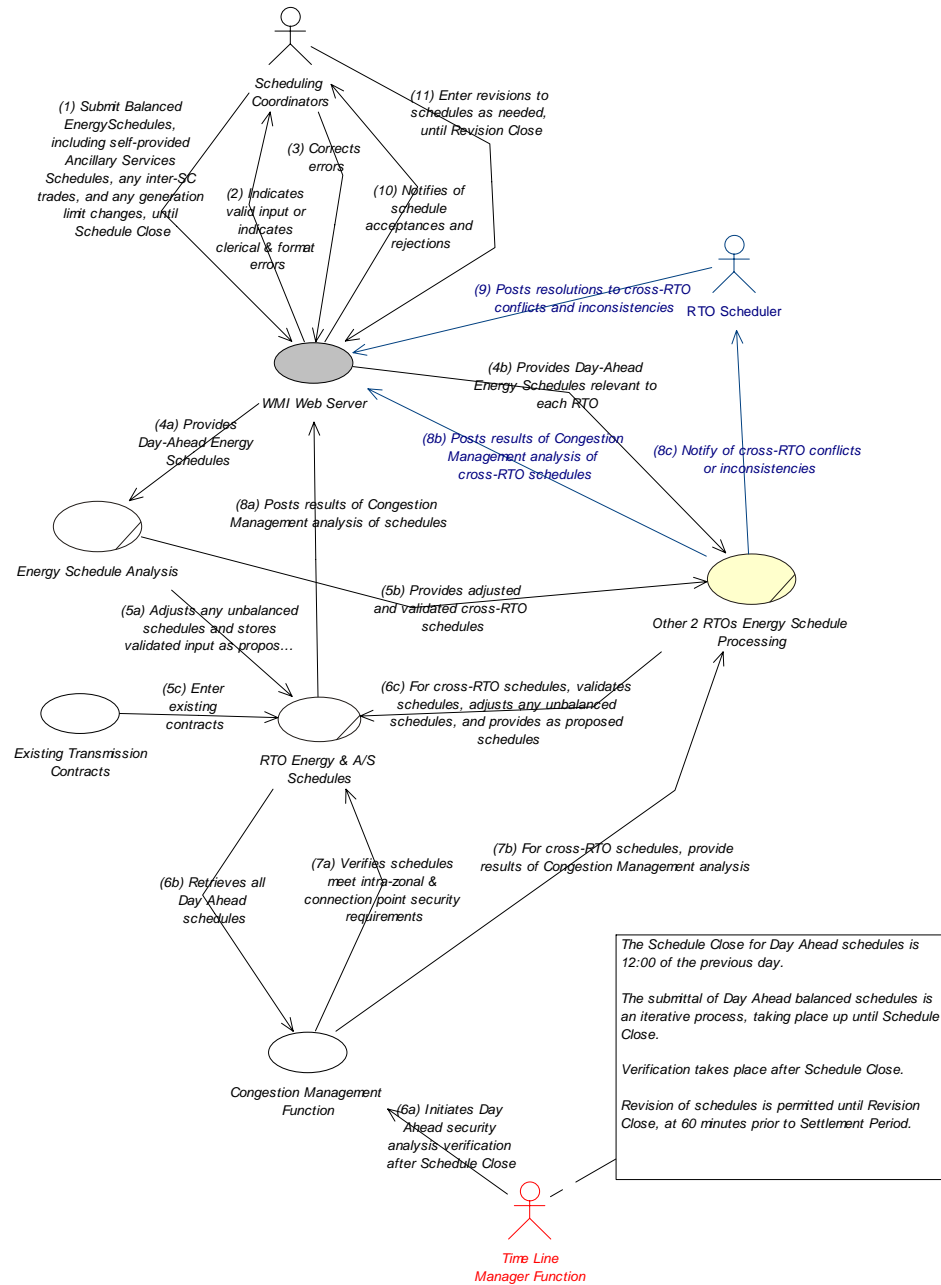 Scheduling
Coordinators
(1) Submit Balanced
EnergySchedules,
including self-provided
Ancillary Services
Schedules, any inter-SC
trades, and any generation
limit changes, until
Schedule Close
(2) Indicates
valid input or
indicates
clerical & format
errors
(3) Corrects
errors
(10) Notifies of
schedule
acceptances and
rejections
(11) Enter revisions to
schedules as needed,
until Revision Close
RTO Scheduler
(9) Posts resolutions to cross-RTO
conflicts and inconsistencies
WMI Web Server
(4b) Provides Day-Ahead
Energy Schedules relevant to
each RTO
(4a) Provides
Day-Ahead Energy
Schedules
(8b) Posts results of Congestion
Management analysis of
cross-RTO schedules
(8c) Notify of cross-RTO conflicts
or inconsistencies
(8a) Posts results of Congestion
Management analysis of schedules
Energy Schedule Analysis
(5b) Provides adjusted
and validated cross-RTO
schedules
Other 2 RTOs Energy Schedule
Processing
(5a) Adjusts any unbalanced
schedules and stores
validated input as propos...
(5c) Enter
existing
contracts
(6c) For cross-RTO schedules, validates
schedules, adjusts any unbalanced
schedules, and provides as proposed
schedules
Existing Transmission
Contracts
RTO Energy & A/S
Schedules
(6b) Retrieves all
Day Ahead
schedules
(7a) Verifies schedules
meet intra-zonal &
connection point security
requirements
(7b) For cross-RTO schedules, provide
results of Congestion Management analysis
Congestion Management
Function
(6a) Initiates Day
Ahead security
analysis verification
after Schedule Close
The Schedule Close for Day Ahead schedules is
12:00 of the previous day.
The submittal of Day Ahead balanced schedules is
an iterative process, taking place up until Schedule
Close.
Verification takes place after Schedule Close.
Revision of schedules is permitted until Revision
Close, at 60 minutes prior to Settlement Period.
Time Line
Manager Function